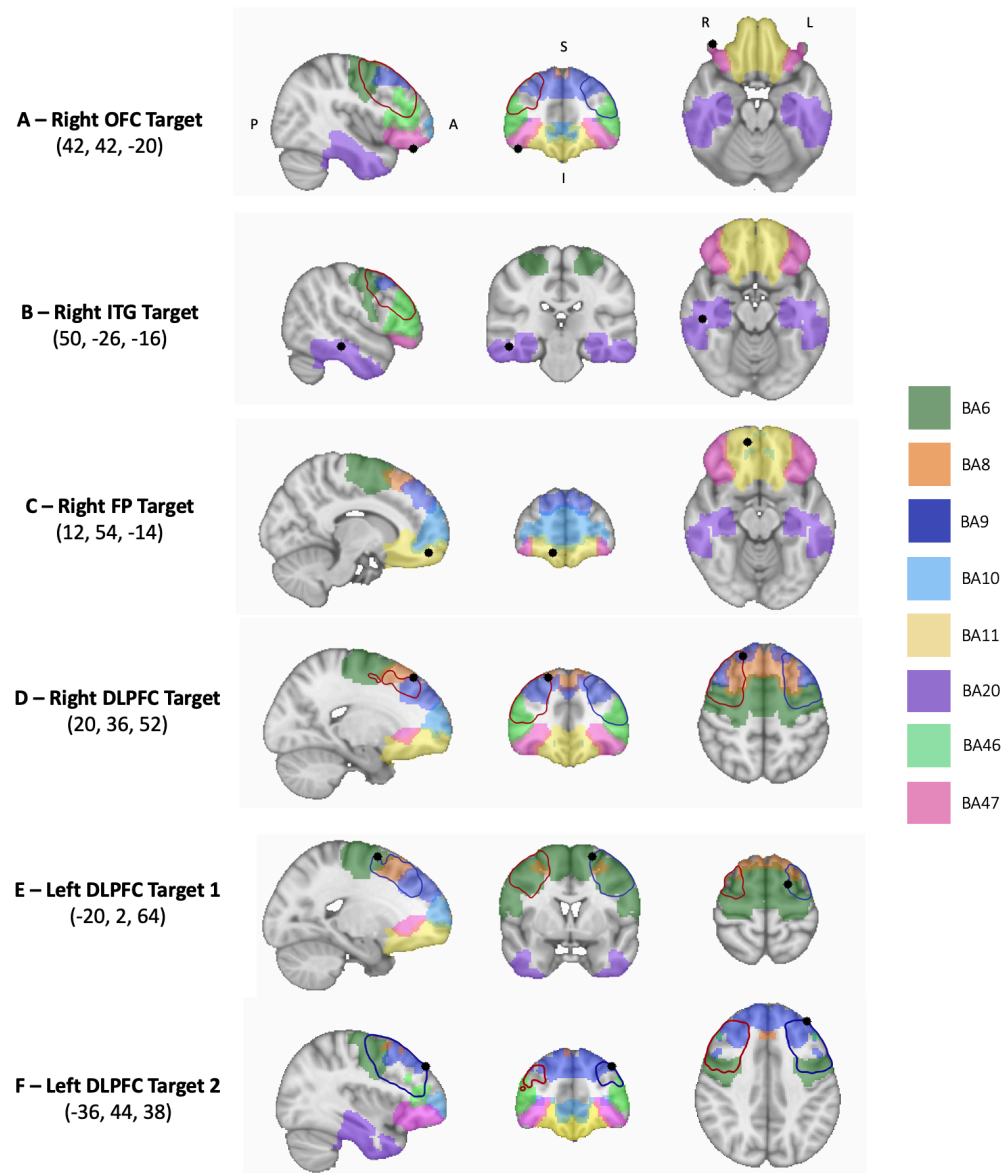 R L
S
A – Right OFC Target
(42, 42, -20)
P A
I
B – Right ITG Target
(50, -26, -16)
C – Right FP Target
(12, 54, -14)
D – Right DLPFC Target
(20, 36, 52)
E – Left DLPFC Target 1
(-20, 2, 64)
F – Left DLPFC Target 2
(-36, 44, 38)
BA6
BA8
BA9
BA10
BA11
BA20
BA46
BA47